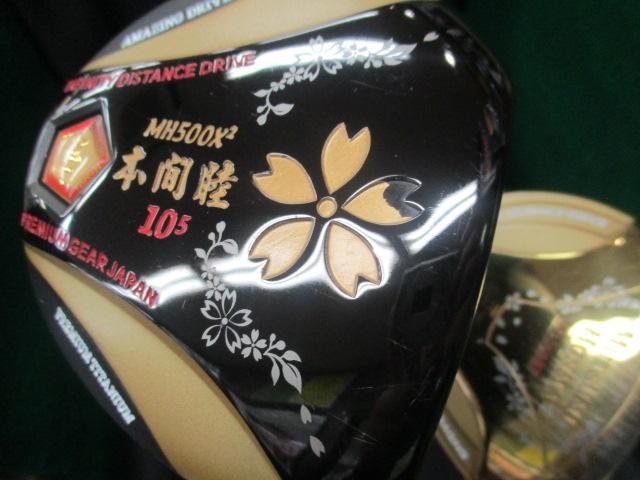 AMAZING DRIVE
INFINITY DISTANCE DRIVE
MH500X²
本間睦
10⁵
PREMIUM GEAR JAPAN
PREMIUM TITANIUM